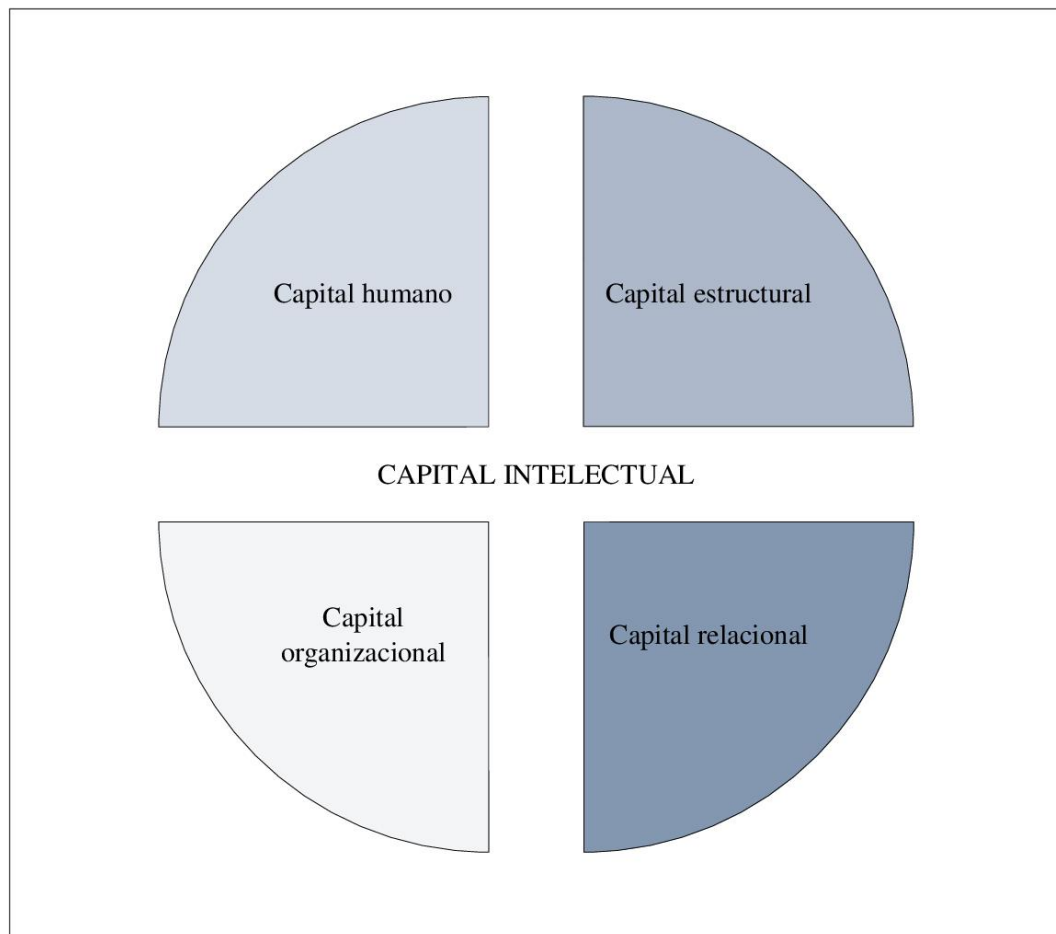 Capital humano
Capital estructural
CAPITAL INTELECTUAL
Capital
organizacional
Capital relacional